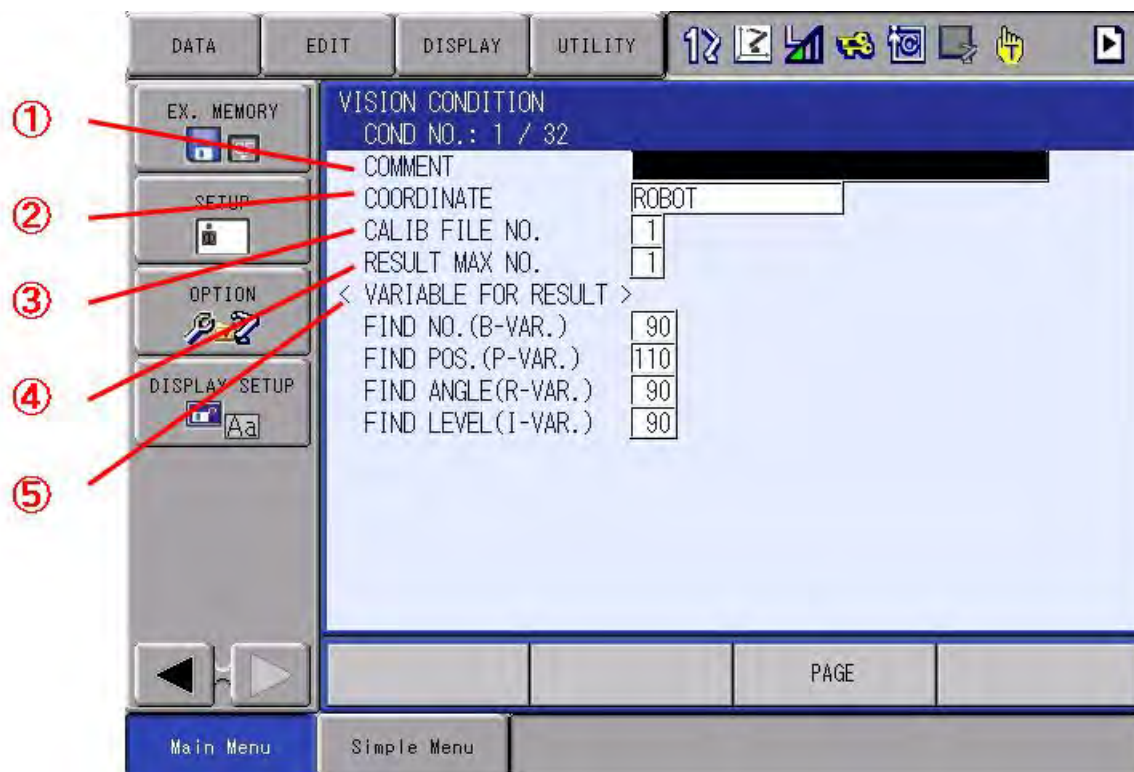 DATA EDIT DISPLAY UTILITY
① EX. MEMORY
② SETUP
③ OPTION
④ DISPLAY SETUP
Aa
⑤
VISION CONDITION
COND NO.: 1 / 32
COMMENT
COORDINATE ROBOT
CALIB FILE NO. 1
RESULT MAX NO. 1
< VARIABLE FOR RESULT >
FIND NO.(B-VAR.) 90
FIND POS.(P-VAR.) 110
FIND ANGLE(R-VAR.) 90
FIND LEVEL(I-VAR.) 90
PAGE
Main Menu Simple Menu